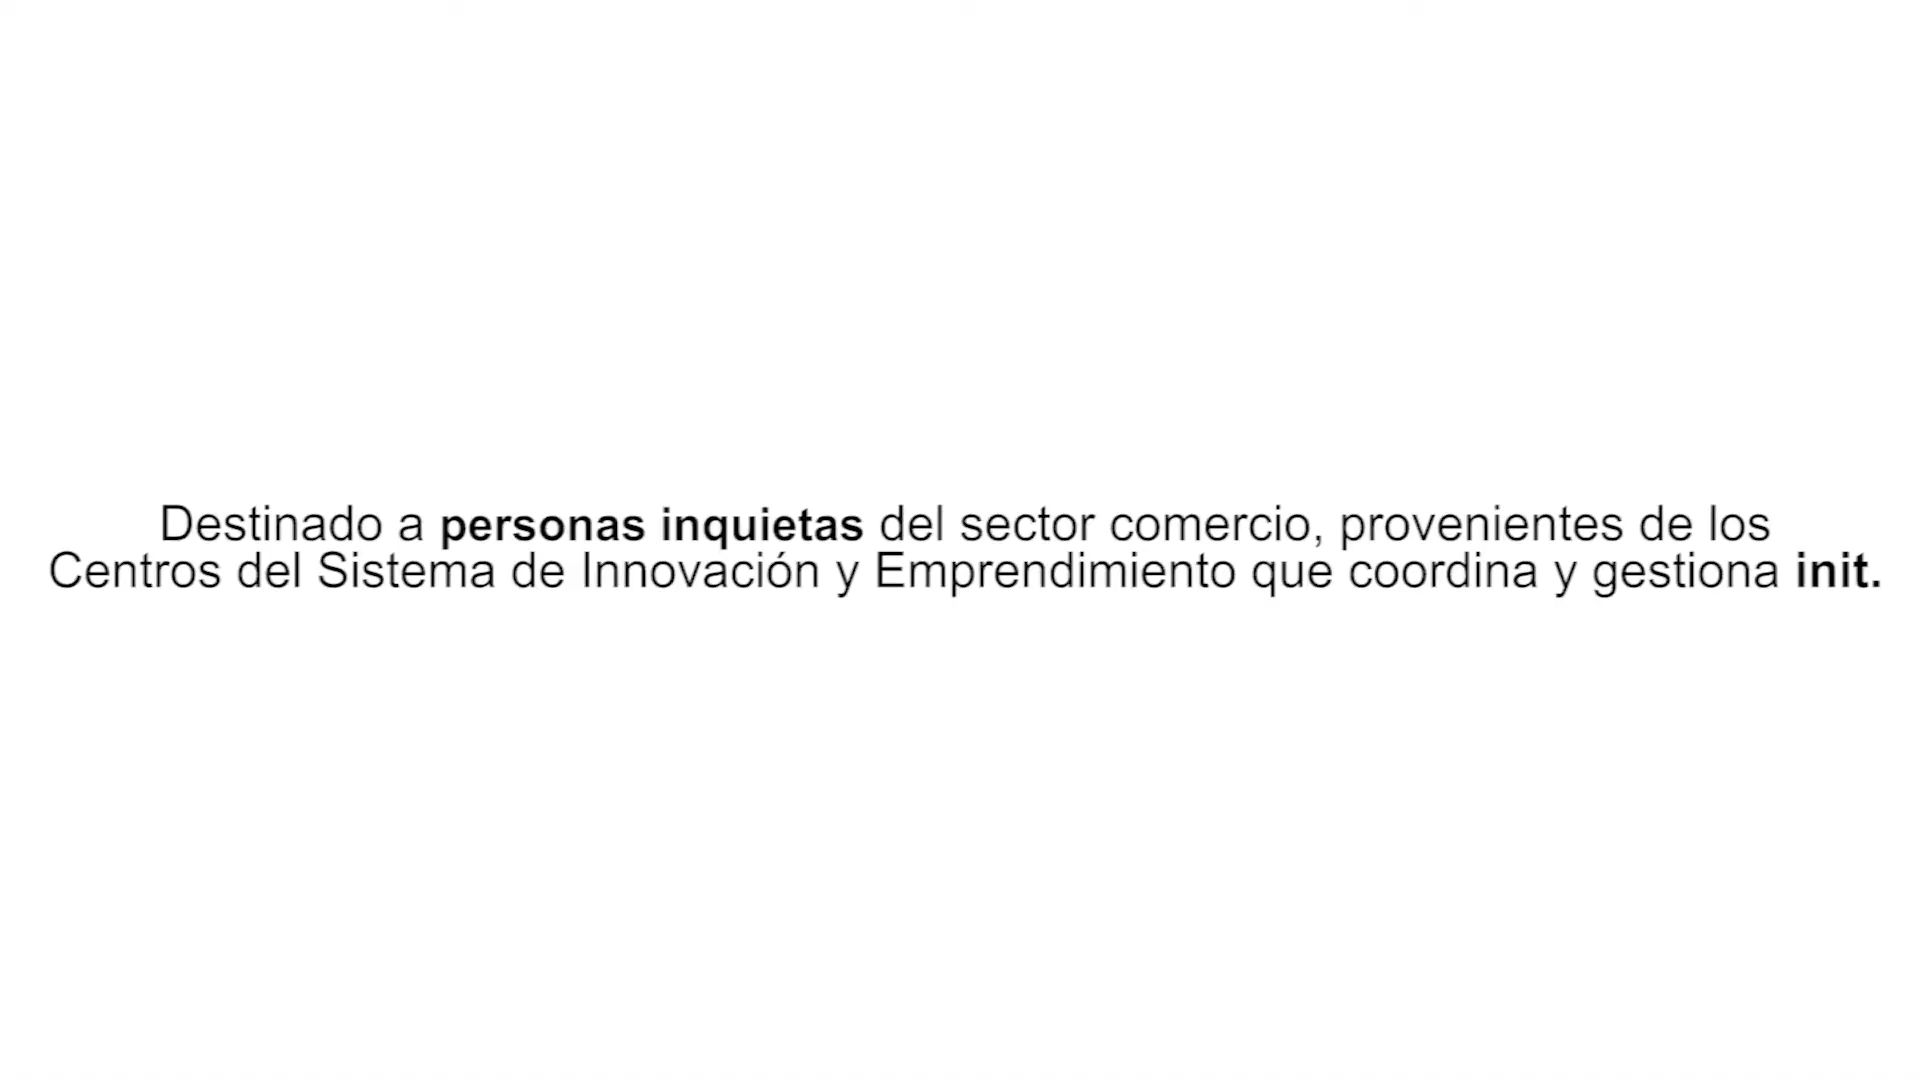 Destinado a personas inquietas del sector comercio, provenientes de los
Centros del Sistema de Innovación y Emprendimiento que coordina y gestiona init.